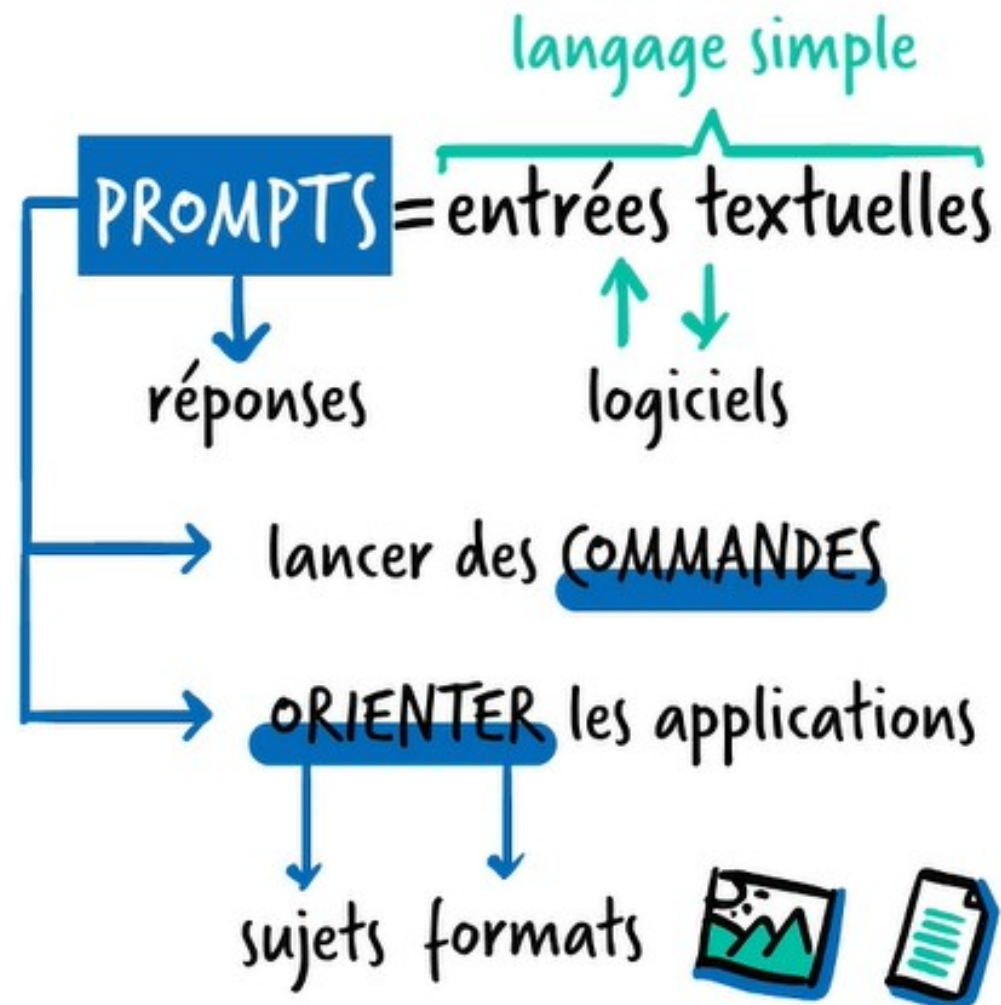 langage simple
PROMPTS = entrées textuelles
réponses
logiciels
lancer des COMMANDES
ORIENTER les applications
sujets formats